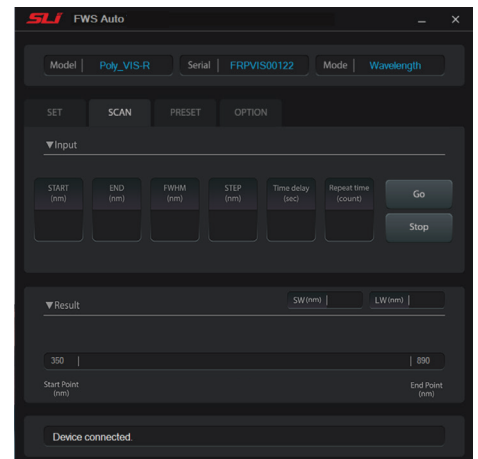 SLi FWS Auto
Model | Poly_VIS-R Serial | FRPVIS00122 Mode | Wavelength
SET SCAN PRESET OPTION
▼Input
START (nm) END (nm) FWHM (nm) STEP (nm) Time delay (sec) Repeat time (count) Go
Stop
▼Result SW(nm) | LW(nm) |
350 | | 890
Start Point (nm) End Point (nm)
Device connected.